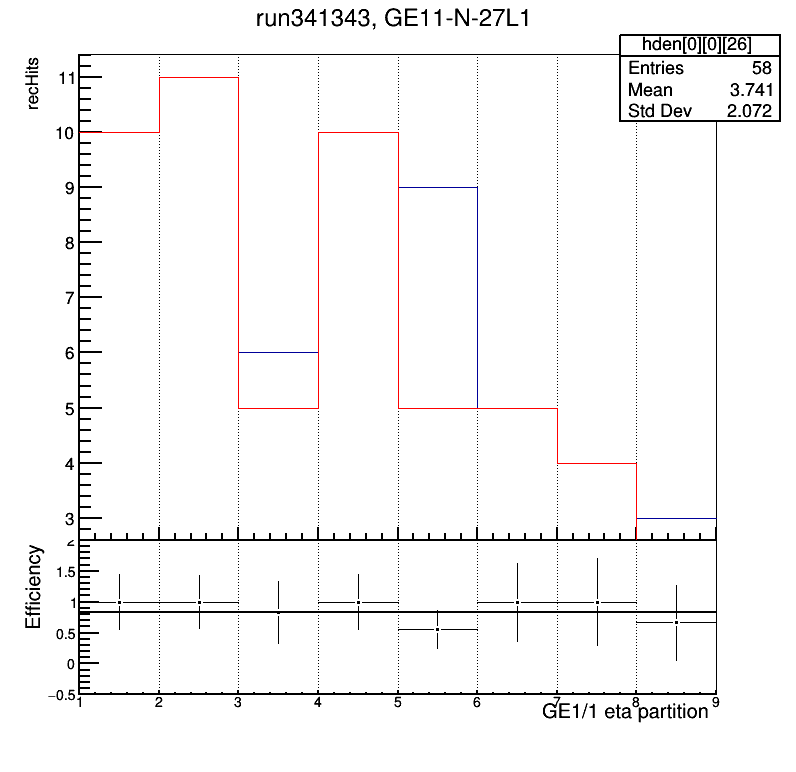 run341343, GE11-N-27L1
hden[0][0][26]
Entries 58
Mean 3.741
Std Dev 2.072
recHits
11
10
9
8
7
6
5
4
3
Efficiency
2
1.5
1
0.5
0
−0.5
1 2 3 4 5 6 7 8 9
GE1/1 eta partition